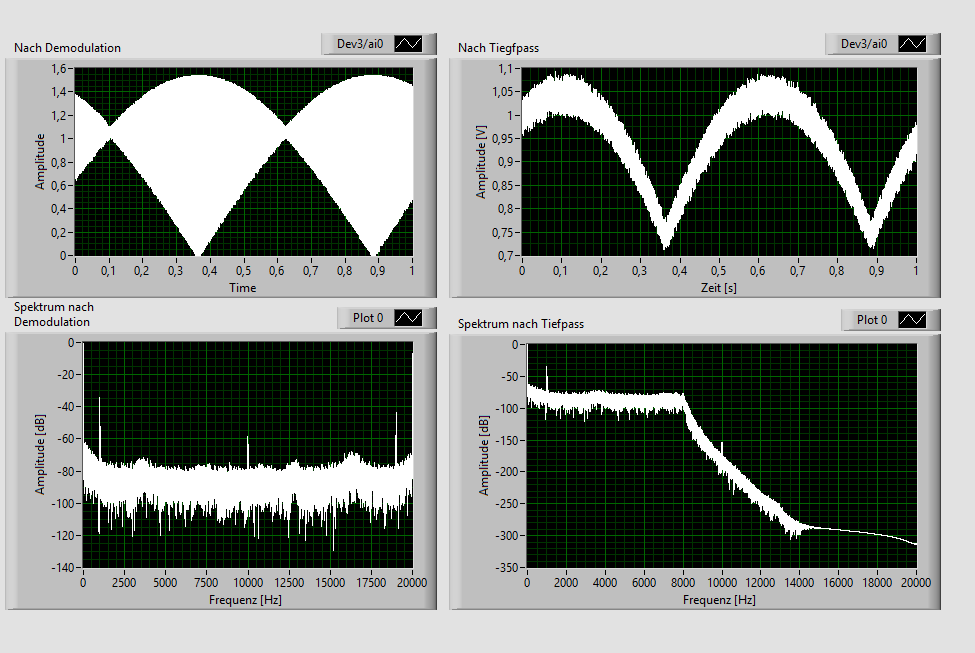 Nach Demodulation
Dev3/ai0
Amplitude
1,6
1,4
1,2
1
0,8
0,6
0,4
0,2
0
0 0,1 0,2 0,3 0,4 0,5 0,6 0,7 0,8 0,9 1
Time
Nach Tiegfpass
Dev3/ai0
Amplitude [V]
1,1
1,05
1
0,95
0,9
0,85
0,8
0,75
0,7
0 0,1 0,2 0,3 0,4 0,5 0,6 0,7 0,8 0,9 1
Zeit [s]
Spektrum nach
Demodulation
Plot 0
Amplitude [dB]
0
-20
-40
-60
-80
-100
-120
-140
0 2500 5000 7500 10000 12500 15000 17500 20000
Frequenz [Hz]
Spektrum nach Tiefpass
Plot 0
Amplitude [dB]
0
-50
-100
-150
-200
-250
-300
-350
0 2000 4000 6000 8000 10000 12000 14000 16000 18000 20000
Frequenz [Hz]